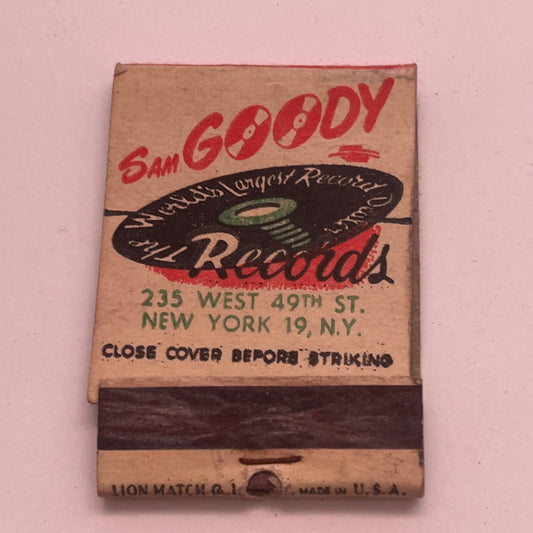 Sam GOODY
The World's Largest Record Dealer
Records
235 WEST 49TH ST.
NEW YORK 19, N.Y.
CLOSE COVER BEFORE STRIKING
LION MATCH MADE IN U.S.A.